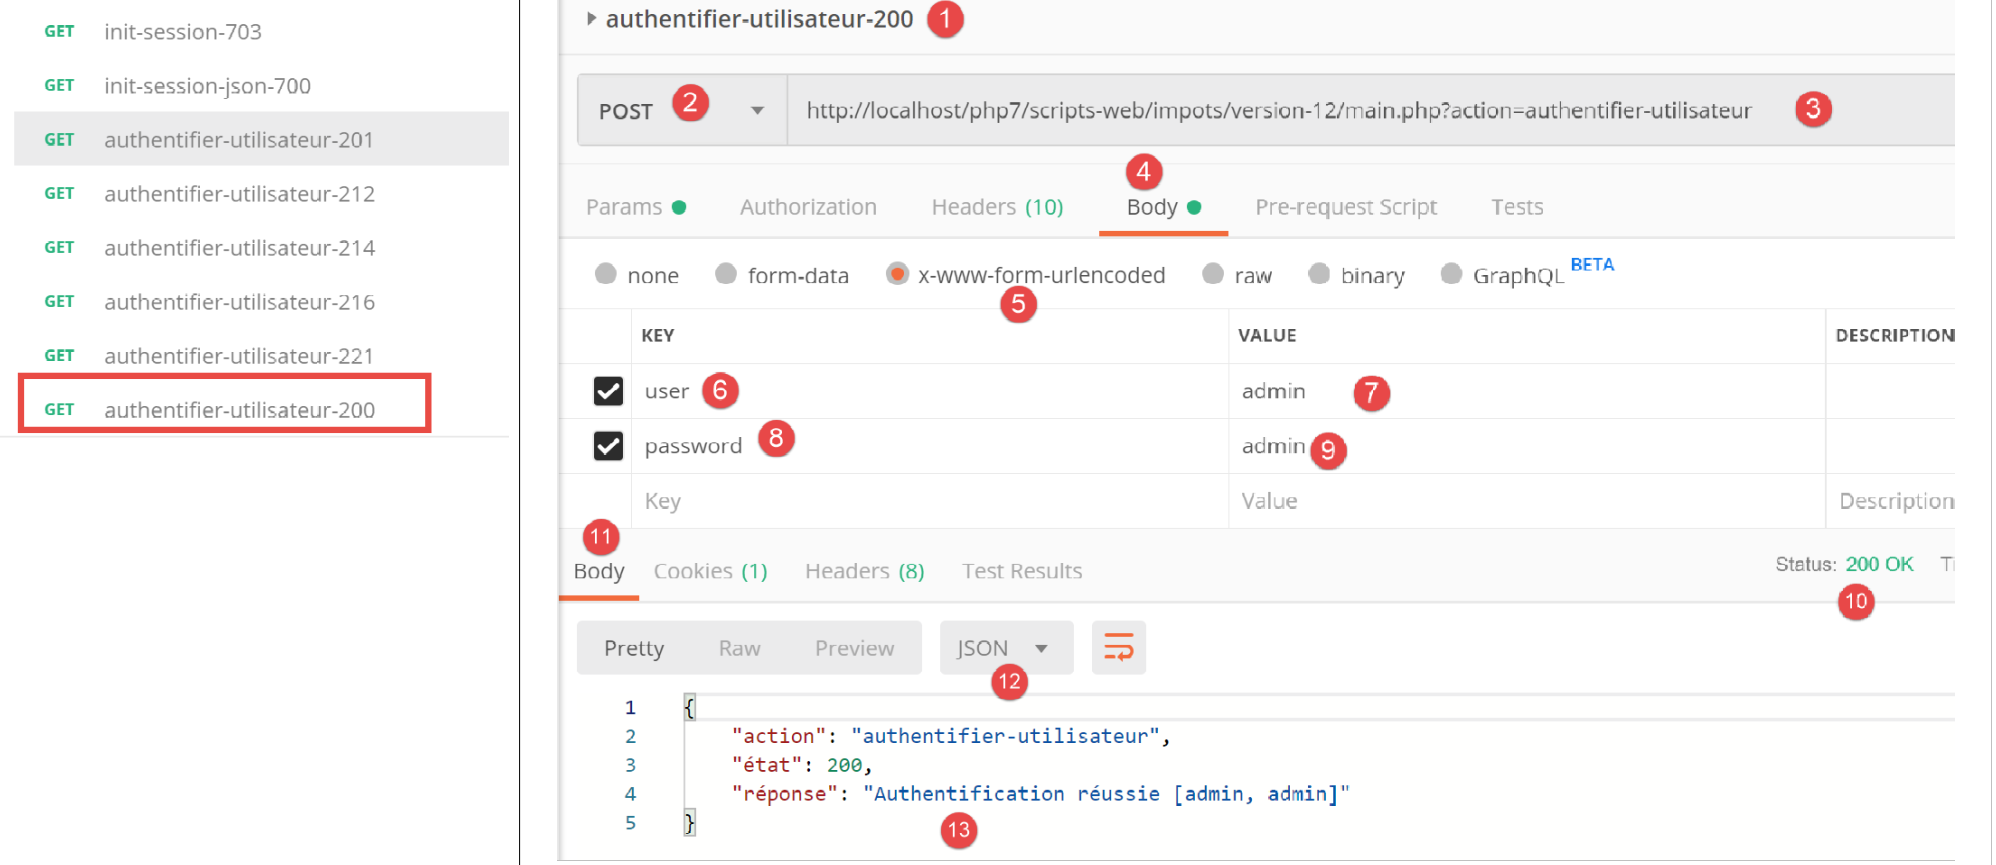 GET init-session-703
GET init-session-json-700
GET authentifier-utilisateur-201
GET authentifier-utilisateur-212
GET authentifier-utilisateur-214
GET authentifier-utilisateur-216
GET authentifier-utilisateur-221
GET authentifier-utilisateur-200
authentifier-utilisateur-200 1
POST 2 http://localhost/php7/scripts-web/impots/version-12/main.php?action=authentifier-utilisateur 3
4
Params Authorization Headers (10) Body Pre-request Script Tests
none form-data x-www-form-urlencoded raw binary GraphQL BETA
5
KEY VALUE DESCRIPTION
user 6 admin 7
password 8 admin 9
Key Value Description
11
Body Cookies (1) Headers (8) Test Results Status: 200 OK Ti
10
Pretty Raw Preview JSON
12
1 {
2 "action": "authentifier-utilisateur",
3 "état": 200,
4 "réponse": "Authentification réussie [admin, admin]"
5 }
13